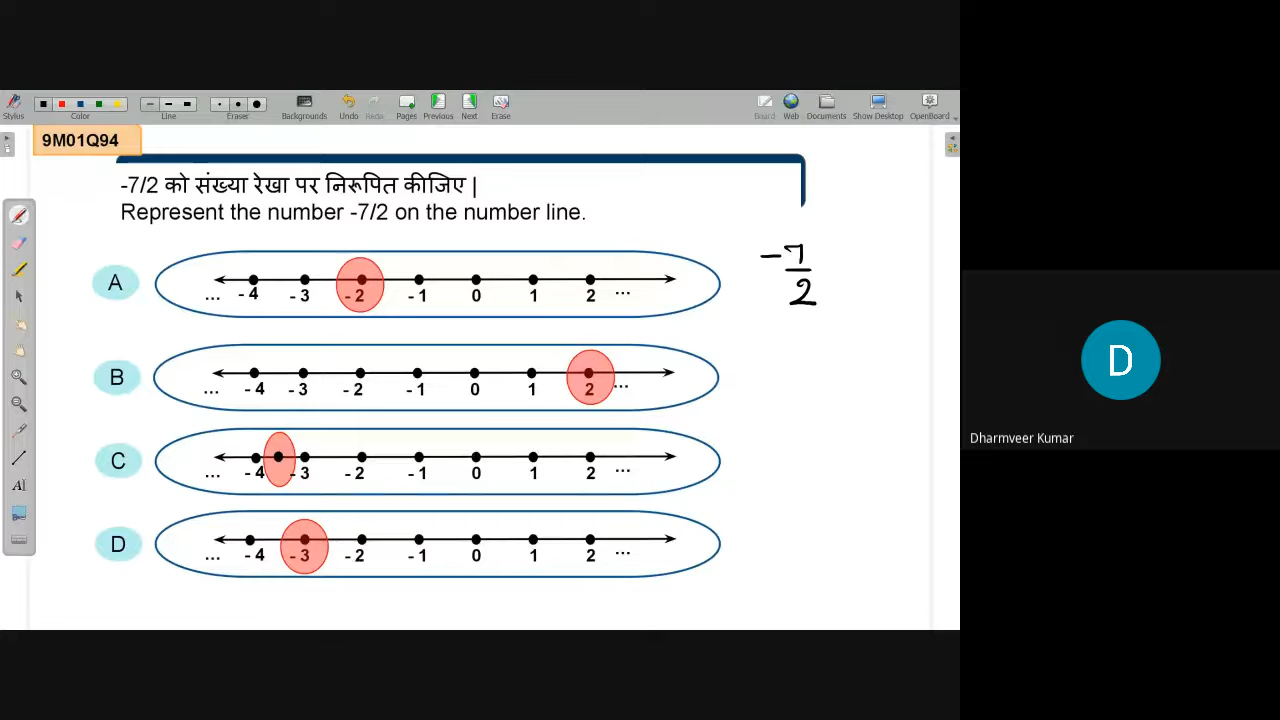 Stylus
Color
Line
Eraser
Backgrounds
Undo
Redo
Pages
Previous
Next
Erase
Board
Web
Documents
Show Desktop
OpenBoard
9M01Q94
-7/2 को संख्या रेखा पर निरूपित कीजिए |
Represent the number -7/2 on the number line.
-7
2
A
... - 4 - 3 - 2 - 1 0 1 2 ...
B
... - 4 - 3 - 2 - 1 0 1 2 ...
C
... - 4 - 3 - 2 - 1 0 1 2 ...
D
... - 4 - 3 - 2 - 1 0 1 2 ...
AI
D
Dharmveer Kumar